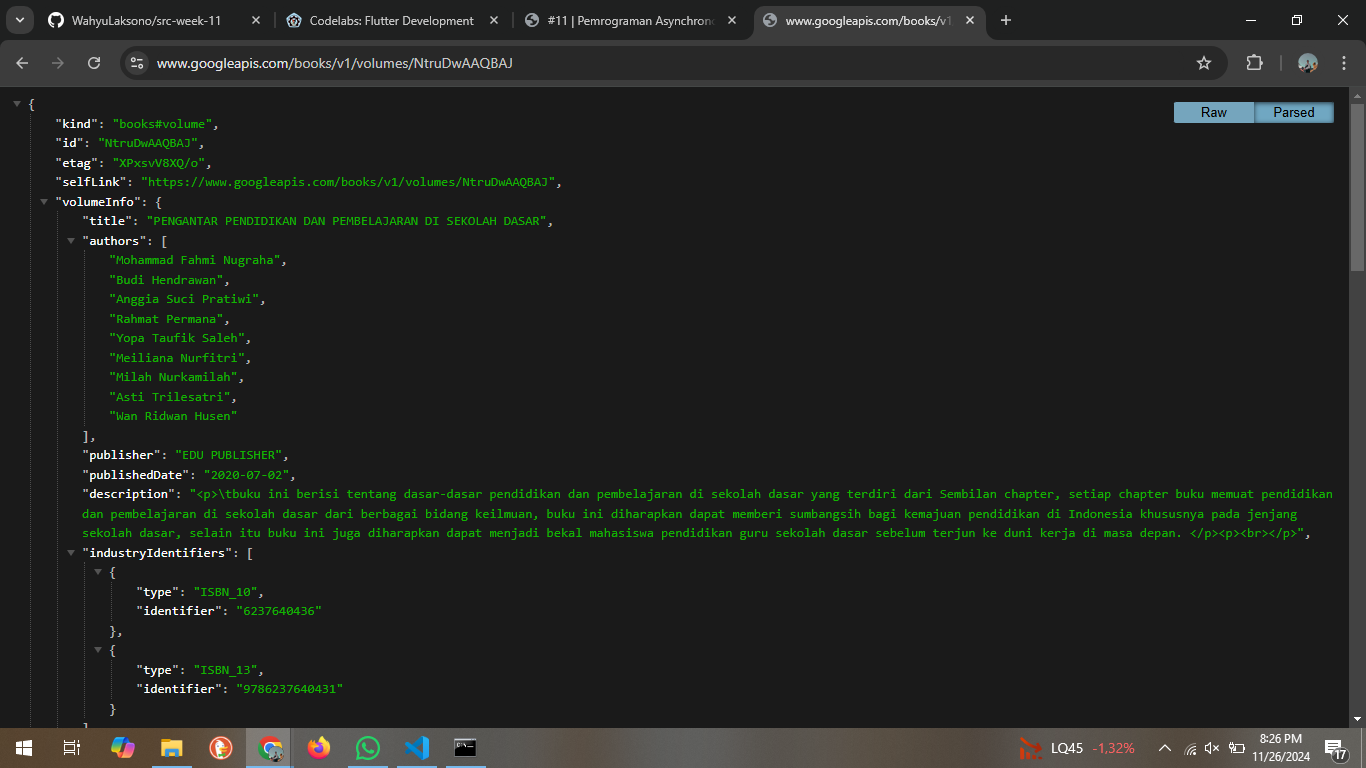 WahyuLaksono/src-week-11
Codelabs: Flutter Development
#11 | Pemrograman Asynchron
www.googleapis.com/books/v1
www.googleapis.com/books/v1/volumes/NtruDwAAQBAJ
Raw Parsed
{
"kind": "books#volume",
"id": "NtruDwAAQBAJ",
"etag": "XPxsvV8XQ/o",
"selfLink": "https://www.googleapis.com/books/v1/volumes/NtruDwAAQBAJ",
"volumeInfo": {
"title": "PENGANTAR PENDIDIKAN DAN PEMBELAJARAN DI SEKOLAH DASAR",
"authors": [
"Mohammad Fahmi Nugraha",
"Budi Hendrawan",
"Anggia Suci Pratiwi",
"Rahmat Permana",
"Yopa Taufik Saleh",
"Meiliana Nurfitri",
"Milah Nurkamilah",
"Asti Trilesatri",
"Wan Ridwan Husen"
],
"publisher": "EDU PUBLISHER",
"publishedDate": "2020-07-02",
"description": "<p>\tbuku ini berisi tentang dasar-dasar pendidikan dan pembelajaran di sekolah dasar yang terdiri dari Sembilan chapter, setiap chapter buku memuat pendidikan
dan pembelajaran di sekolah dasar dari berbagai bidang keilmuan, buku ini diharapkan dapat memberi sumbangsih bagi kemajuan pendidikan di Indonesia khususnya pada jenjang
sekolah dasar, selain itu buku ini juga diharapkan dapat menjadi bekal mahasiswa pendidikan guru sekolah dasar sebelum terjun ke duni kerja di masa depan. </p><p><br></p>",
"industryIdentifiers": [
{
"type": "ISBN_10",
"identifier": "6237640436"
},
{
"type": "ISBN_13",
"identifier": "9786237640431"
}
]
LQ45 -1,32%
8:26 PM
11/26/2024
17